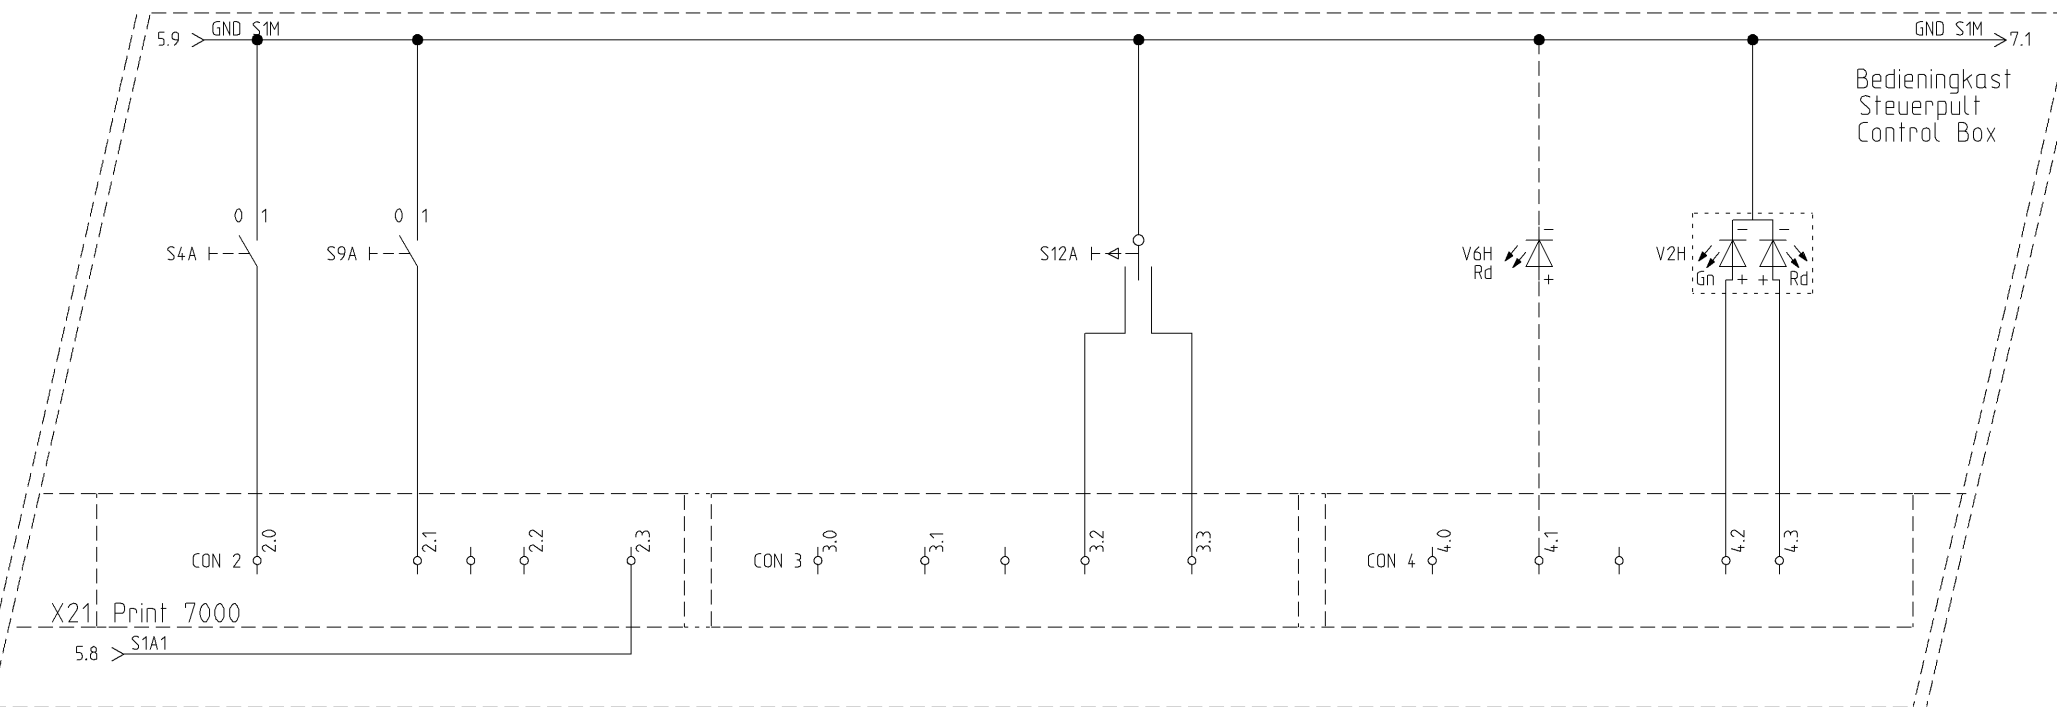 5.9 GND S1M GND S1M 7.1
Bedieningkast
Steuerpult
Control Box
0 1 0 1
S4A S9A S12A V6H - V2H - -
Rd + Gn + + Rd
2.0 2.1 2.2 2.3 3.0 3.1 3.2 3.3 4.0 4.1 4.2 4.3
CON 2 CON 3 CON 4
X21 Print 7000
S1A1
5.8